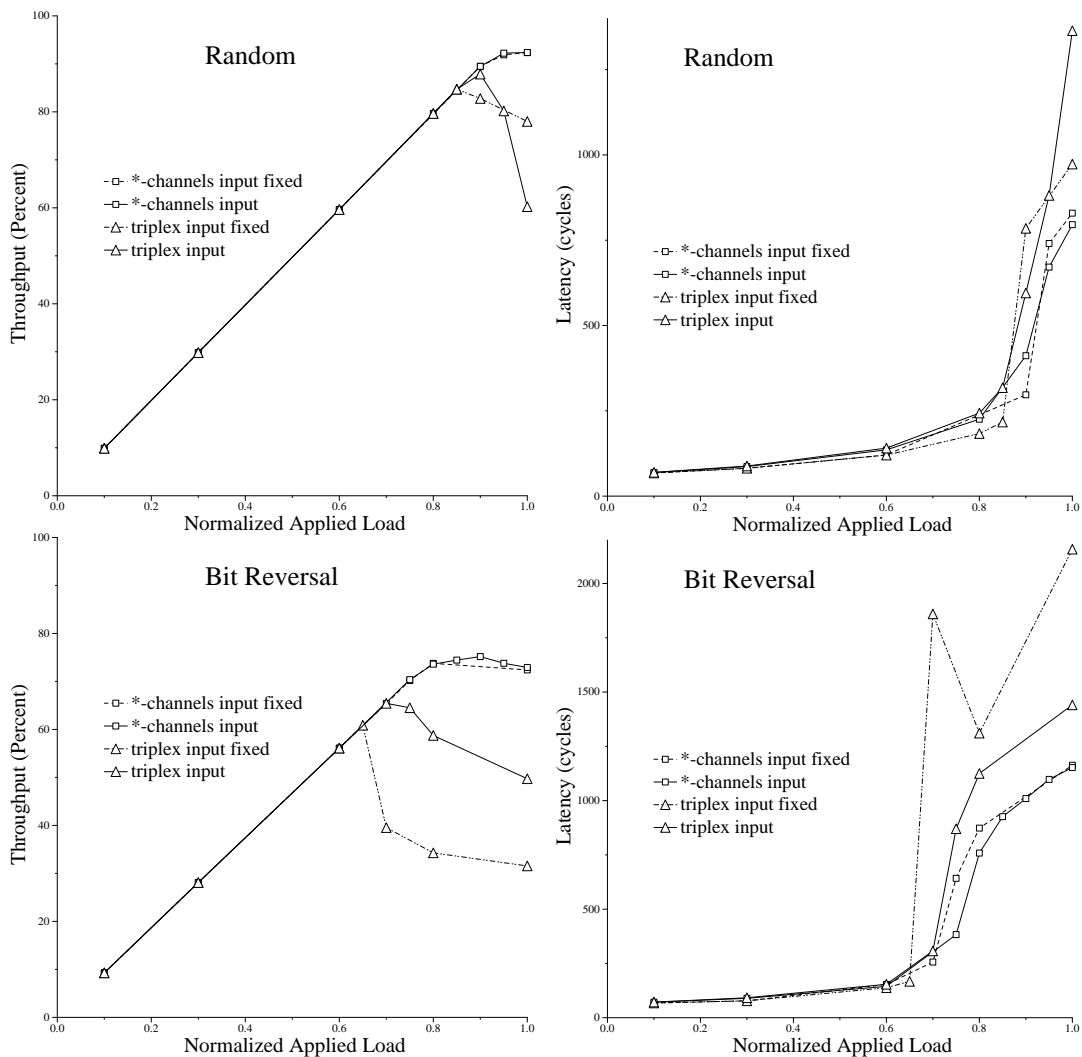 Random
Throughput (Percent)
100
80
60
40
20
0
*-channels input fixed
*-channels input
triplex input fixed
triplex input
0.0 0.2 0.4 0.6 0.8 1.0
Normalized Applied Load
Random
Latency (cycles)
1250
1000
750
500
250
0
*-channels input fixed
*-channels input
triplex input fixed
triplex input
0.0 0.2 0.4 0.6 0.8 1.0
Normalized Applied Load
Bit Reversal
Throughput (Percent)
100
80
60
40
20
0
*-channels input fixed
*-channels input
triplex input fixed
triplex input
0.0 0.2 0.4 0.6 0.8 1.0
Normalized Applied Load
Bit Reversal
Latency (cycles)
2000
1500
1000
500
0
*-channels input fixed
*-channels input
triplex input fixed
triplex input
0.0 0.2 0.4 0.6 0.8 1.0
Normalized Applied Load